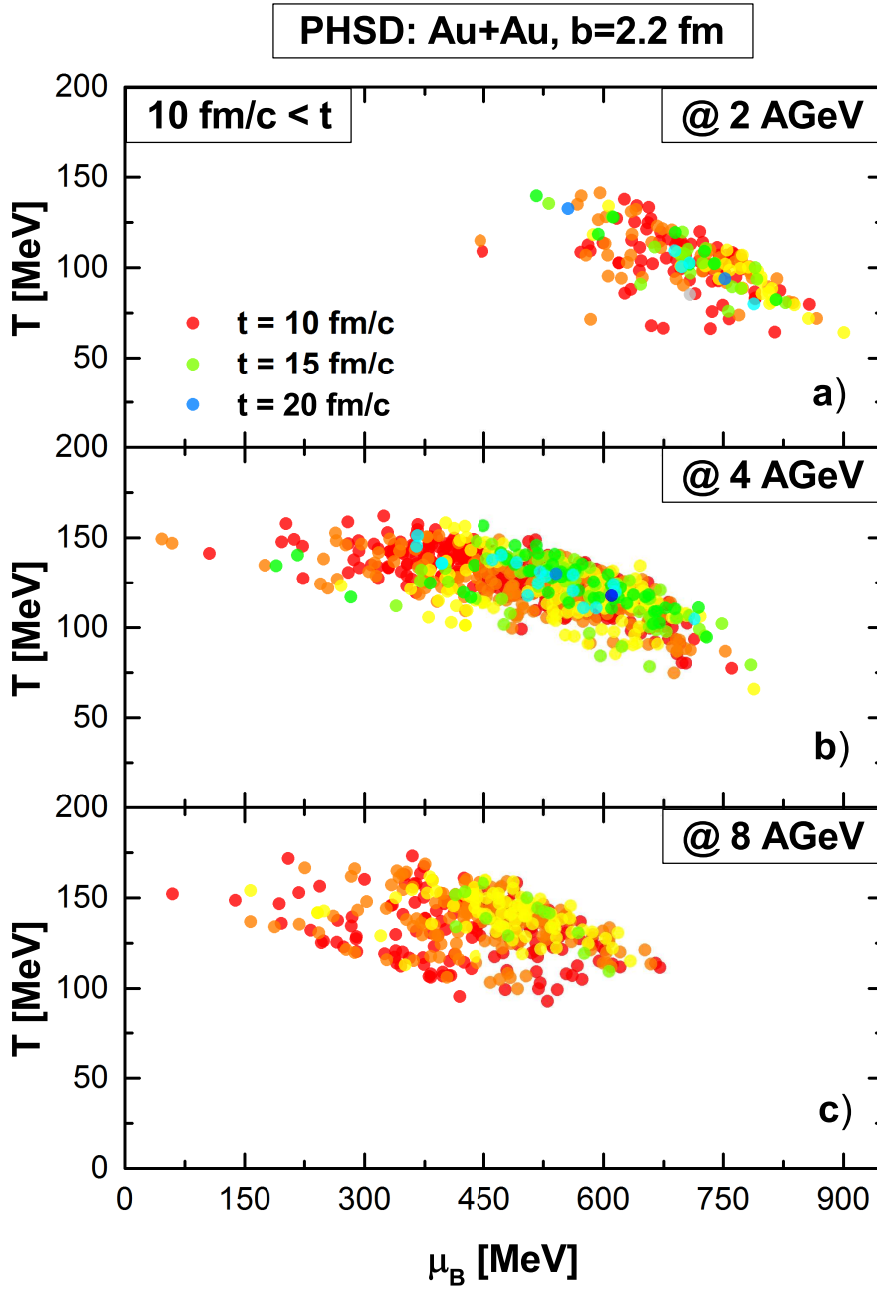 PHSD: Au+Au, b=2.2 fm
200
10 fm/c < t
@ 2 AGeV
150
T [MeV]
100
t = 10 fm/c
t = 15 fm/c
50
t = 20 fm/c
a)
200
@ 4 AGeV
150
T [MeV]
100
50
b)
200
@ 8 AGeV
150
T [MeV]
100
50
c)
0
0 150 300 450 600 750 900
μB [MeV]